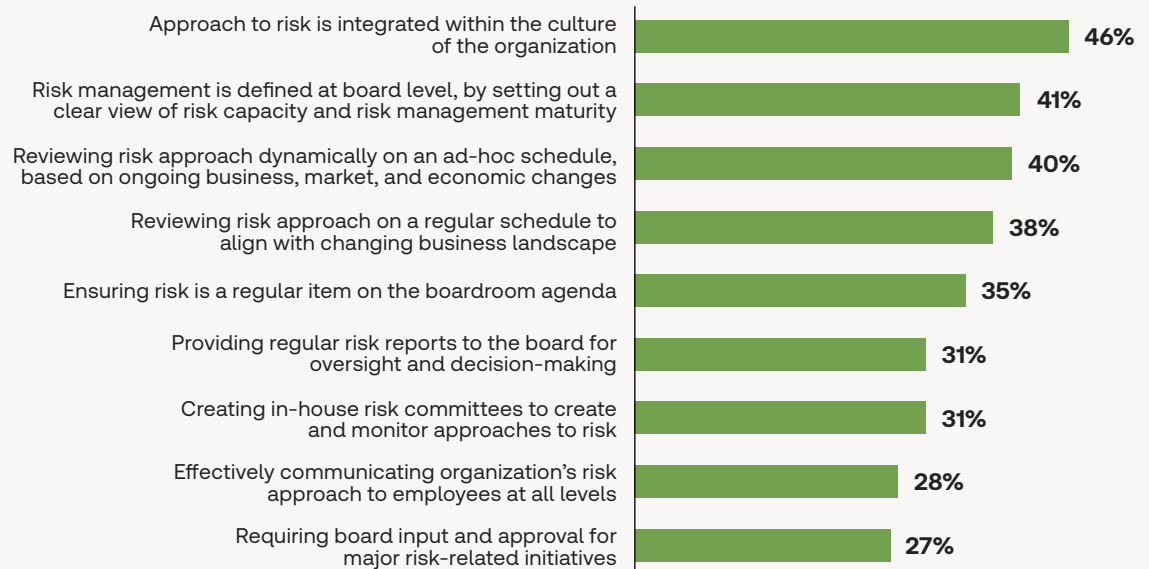 Approach to risk is integrated within the culture
of the organization
46%
Risk management is defined at board level, by setting out a
clear view of risk capacity and risk management maturity
41%
Reviewing risk approach dynamically on an ad-hoc schedule,
based on ongoing business, market, and economic changes
40%
Reviewing risk approach on a regular schedule to
align with changing business landscape
38%
Ensuring risk is a regular item on the boardroom agenda
35%
Providing regular risk reports to the board for
oversight and decision-making
31%
Creating in-house risk committees to create
and monitor approaches to risk
31%
Effectively communicating organization’s risk
approach to employees at all levels
28%
Requiring board input and approval for
major risk-related initiatives
27%